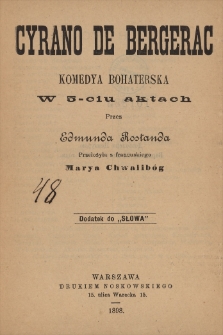 CYRANO DE BERGERAC
KOMEDYA BOHATERSKA
W 5-ciu aktach
Przez
Edmunda Rostanda
Przełożyła z francuskiego
Marya Chwalibóg
48
Dodatek do „SŁOWA”
WARSZAWA
DRUKIEM NOSKOWSKIEGO
15. ulica Warecka 15.
1898.